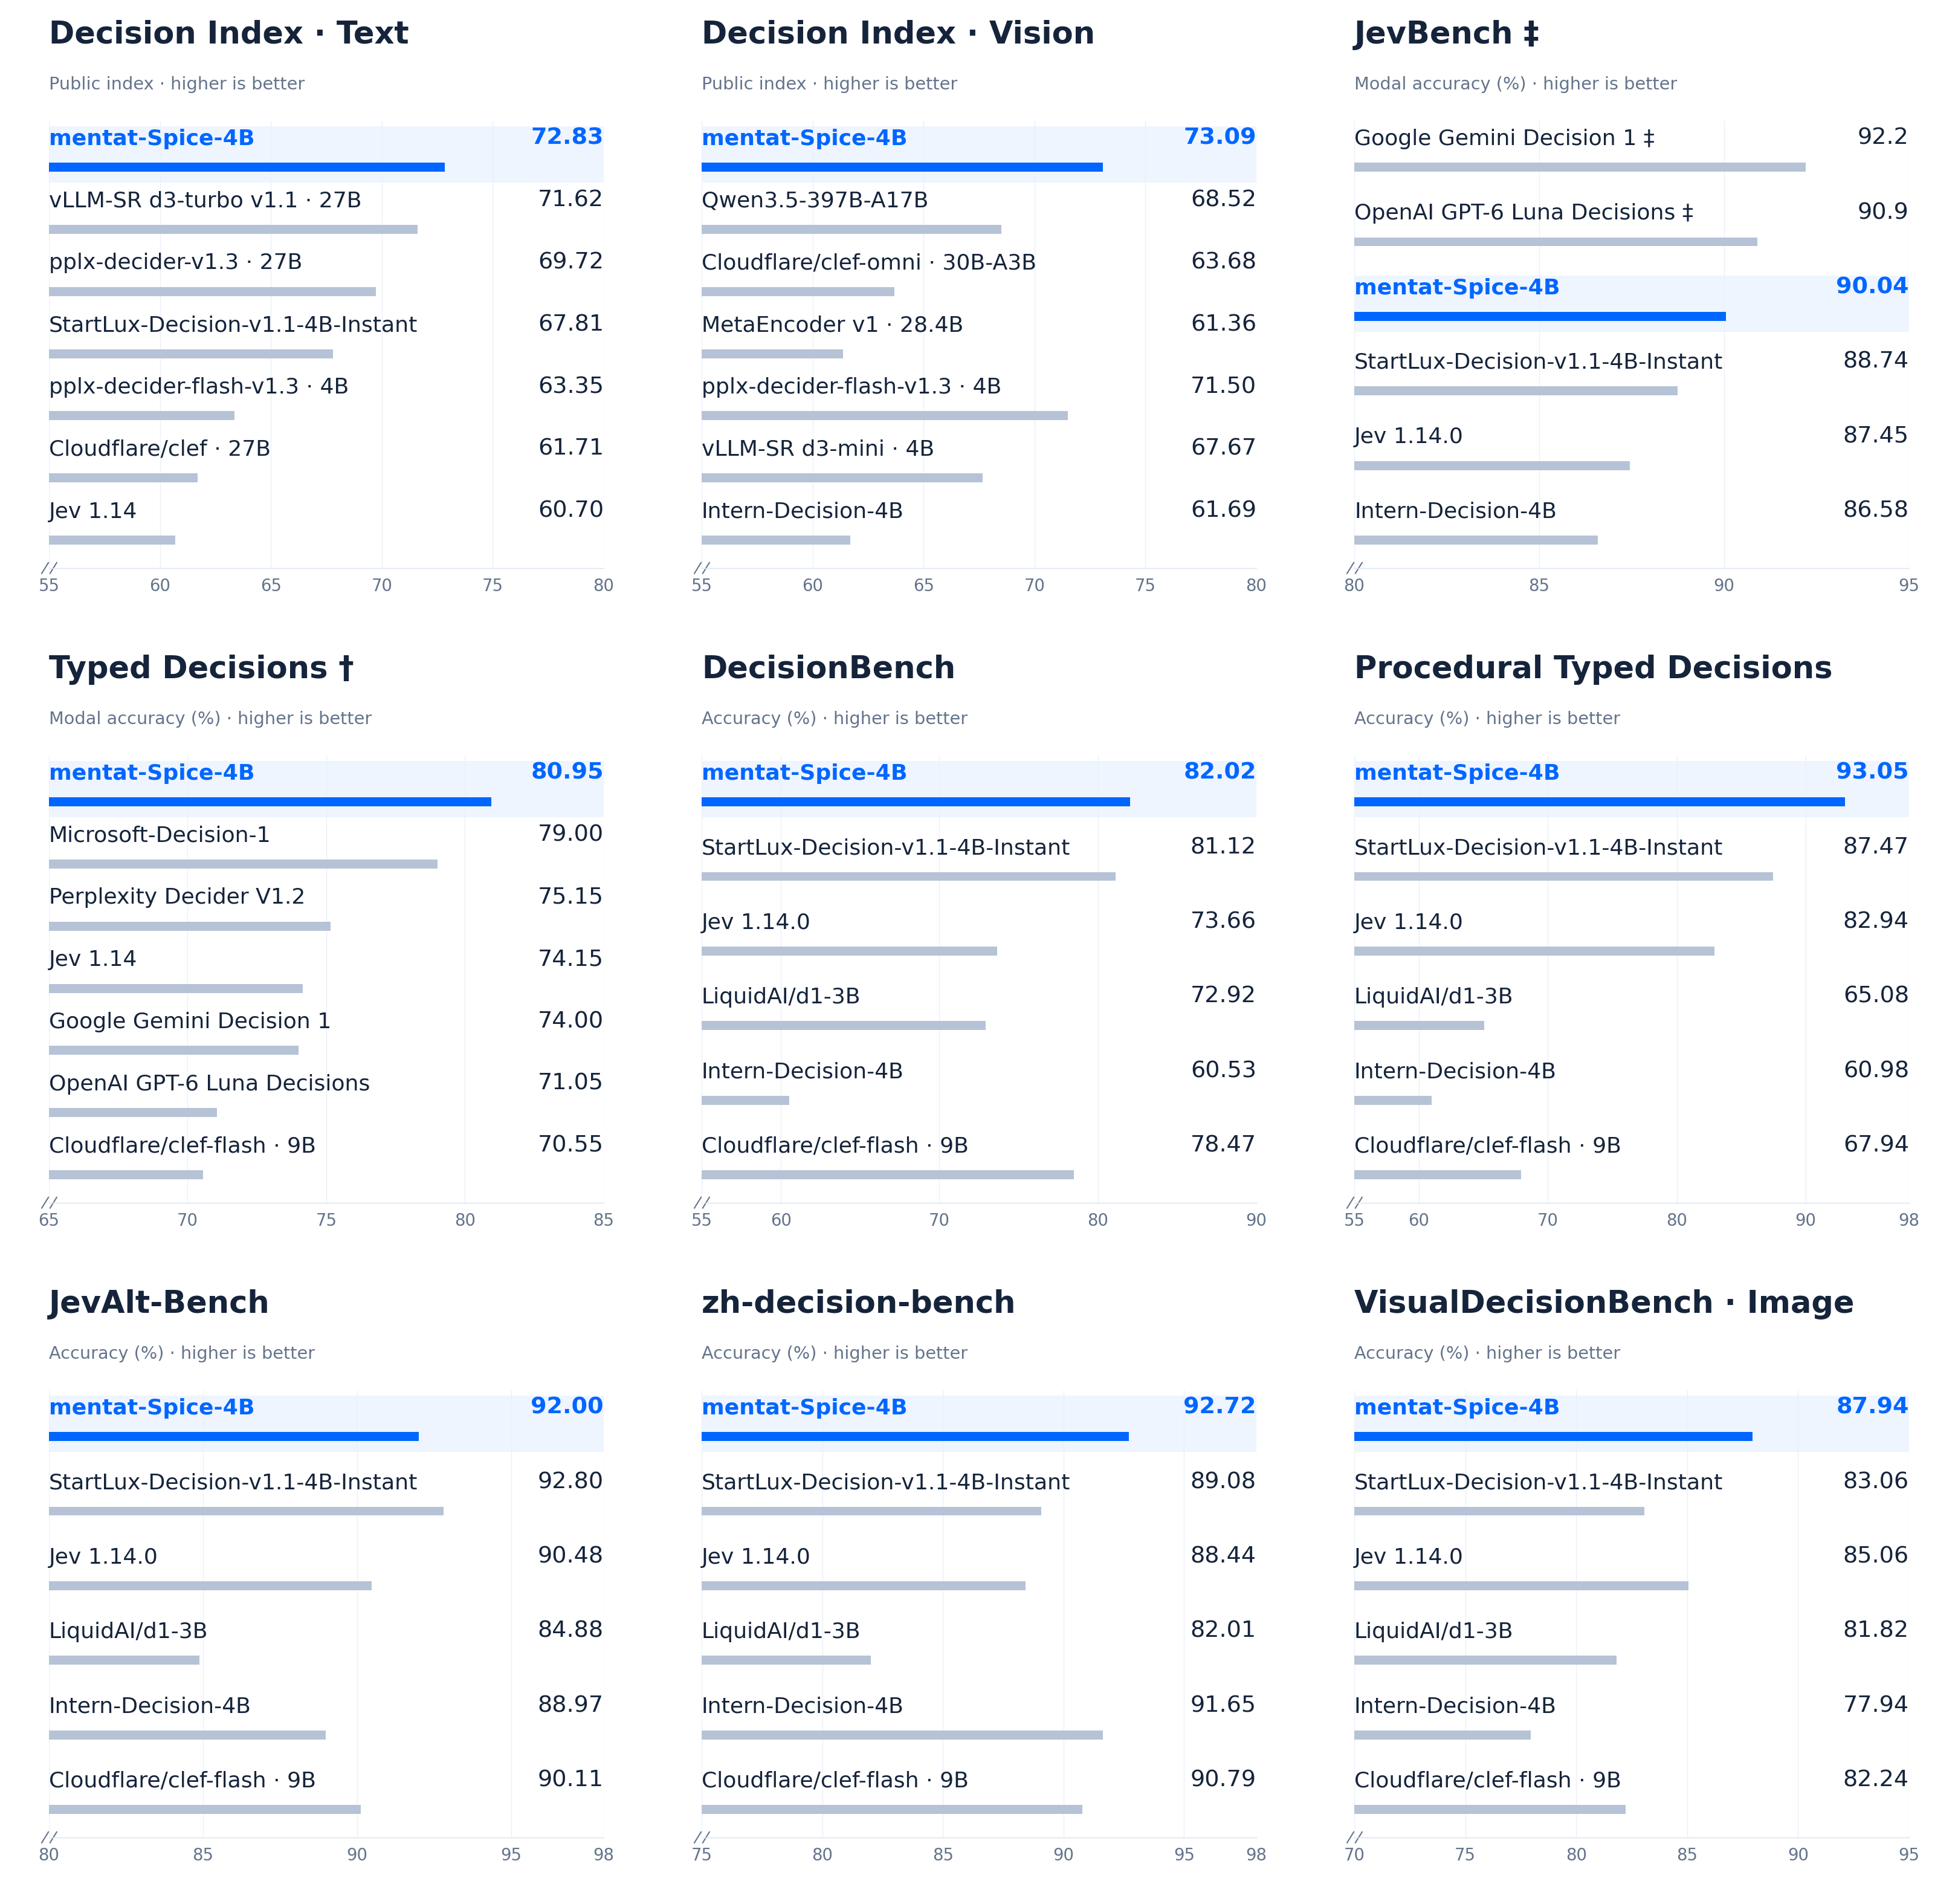 Decision Index · Text
Public index · higher is better
mentat-Spice-4B 72.83
vLLM-SR d3-turbo v1.1 · 27B 71.62
pplx-decider-v1.3 · 27B 69.72
StartLux-Decision-v1.1-4B-Instant 67.81
pplx-decider-flash-v1.3 · 4B 63.35
Cloudflare/clef · 27B 61.71
Jev 1.14 60.70
55 60 65 70 75 80
Decision Index · Vision
Public index · higher is better
mentat-Spice-4B 73.09
Qwen3.5-397B-A17B 68.52
Cloudflare/clef-omni · 30B-A3B 63.68
MetaEncoder v1 · 28.4B 61.36
pplx-decider-flash-v1.3 · 4B 71.50
vLLM-SR d3-mini · 4B 67.67
Intern-Decision-4B 61.69
55 60 65 70 75 80
JevBench ‡
Modal accuracy (%) · higher is better
Google Gemini Decision 1 ‡ 92.2
OpenAI GPT-6 Luna Decisions ‡ 90.9
mentat-Spice-4B 90.04
StartLux-Decision-v1.1-4B-Instant 88.74
Jev 1.14.0 87.45
Intern-Decision-4B 86.58
80 85 90 95
Typed Decisions †
Modal accuracy (%) · higher is better
mentat-Spice-4B 80.95
Microsoft-Decision-1 79.00
Perplexity Decider V1.2 75.15
Jev 1.14 74.15
Google Gemini Decision 1 74.00
OpenAI GPT-6 Luna Decisions 71.05
Cloudflare/clef-flash · 9B 70.55
65 70 75 80 85
DecisionBench
Accuracy (%) · higher is better
mentat-Spice-4B 82.02
StartLux-Decision-v1.1-4B-Instant 81.12
Jev 1.14.0 73.66
LiquidAI/d1-3B 72.92
Intern-Decision-4B 60.53
Cloudflare/clef-flash · 9B 78.47
55 60 70 80 90
Procedural Typed Decisions
Accuracy (%) · higher is better
mentat-Spice-4B 93.05
StartLux-Decision-v1.1-4B-Instant 87.47
Jev 1.14.0 82.94
LiquidAI/d1-3B 65.08
Intern-Decision-4B 60.98
Cloudflare/clef-flash · 9B 67.94
55 60 70 80 90 98
JevAlt-Bench
Accuracy (%) · higher is better
mentat-Spice-4B 92.00
StartLux-Decision-v1.1-4B-Instant 92.80
Jev 1.14.0 90.48
LiquidAI/d1-3B 84.88
Intern-Decision-4B 88.97
Cloudflare/clef-flash · 9B 90.11
80 85 90 95 98
zh-decision-bench
Accuracy (%) · higher is better
mentat-Spice-4B 92.72
StartLux-Decision-v1.1-4B-Instant 89.08
Jev 1.14.0 88.44
LiquidAI/d1-3B 82.01
Intern-Decision-4B 91.65
Cloudflare/clef-flash · 9B 90.79
75 80 85 90 95 98
VisualDecisionBench · Image
Accuracy (%) · higher is better
mentat-Spice-4B 87.94
StartLux-Decision-v1.1-4B-Instant 83.06
Jev 1.14.0 85.06
LiquidAI/d1-3B 81.82
Intern-Decision-4B 77.94
Cloudflare/clef-flash · 9B 82.24
70 75 80 85 90 95